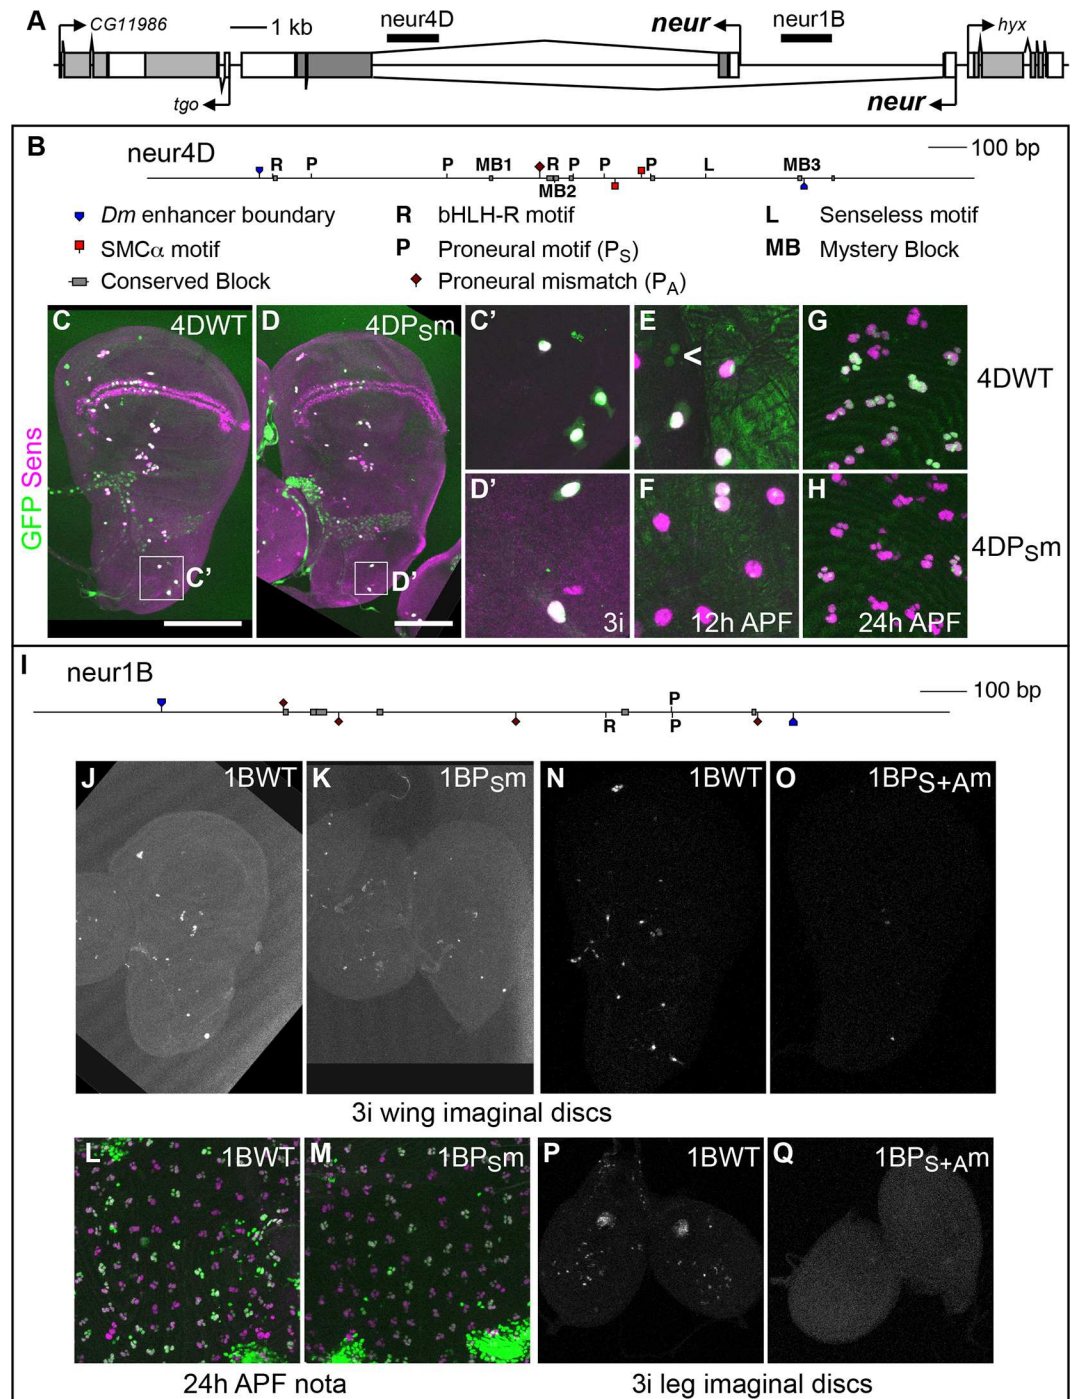 A
CG11986
1 kb
neur4D
neur
neur1B
hyx
tgo
neur
B
neur4D
100 bp
R P P MB1 R P P P L MB3
MB2
Dm enhancer boundary
R bHLH-R motif
L Senseless motif
SMCα motif
P Proneural motif (PS)
MB Mystery Block
Conserved Block
Proneural mismatch (PA)
GFP Sens
C 4DWT
C'
D 4DPSm
D'
C'
E
<
G
4DWT
D'
3i
F
12h APF
H
24h APF
4DPSm
I
neur1B
100 bp
P
R P
J 1BWT
K 1BPSm
N 1BWT
O 1BPS+Am
3i wing imaginal discs
L 1BWT
M 1BPSm
P 1BWT
Q 1BPS+Am
24h APF nota
3i leg imaginal discs